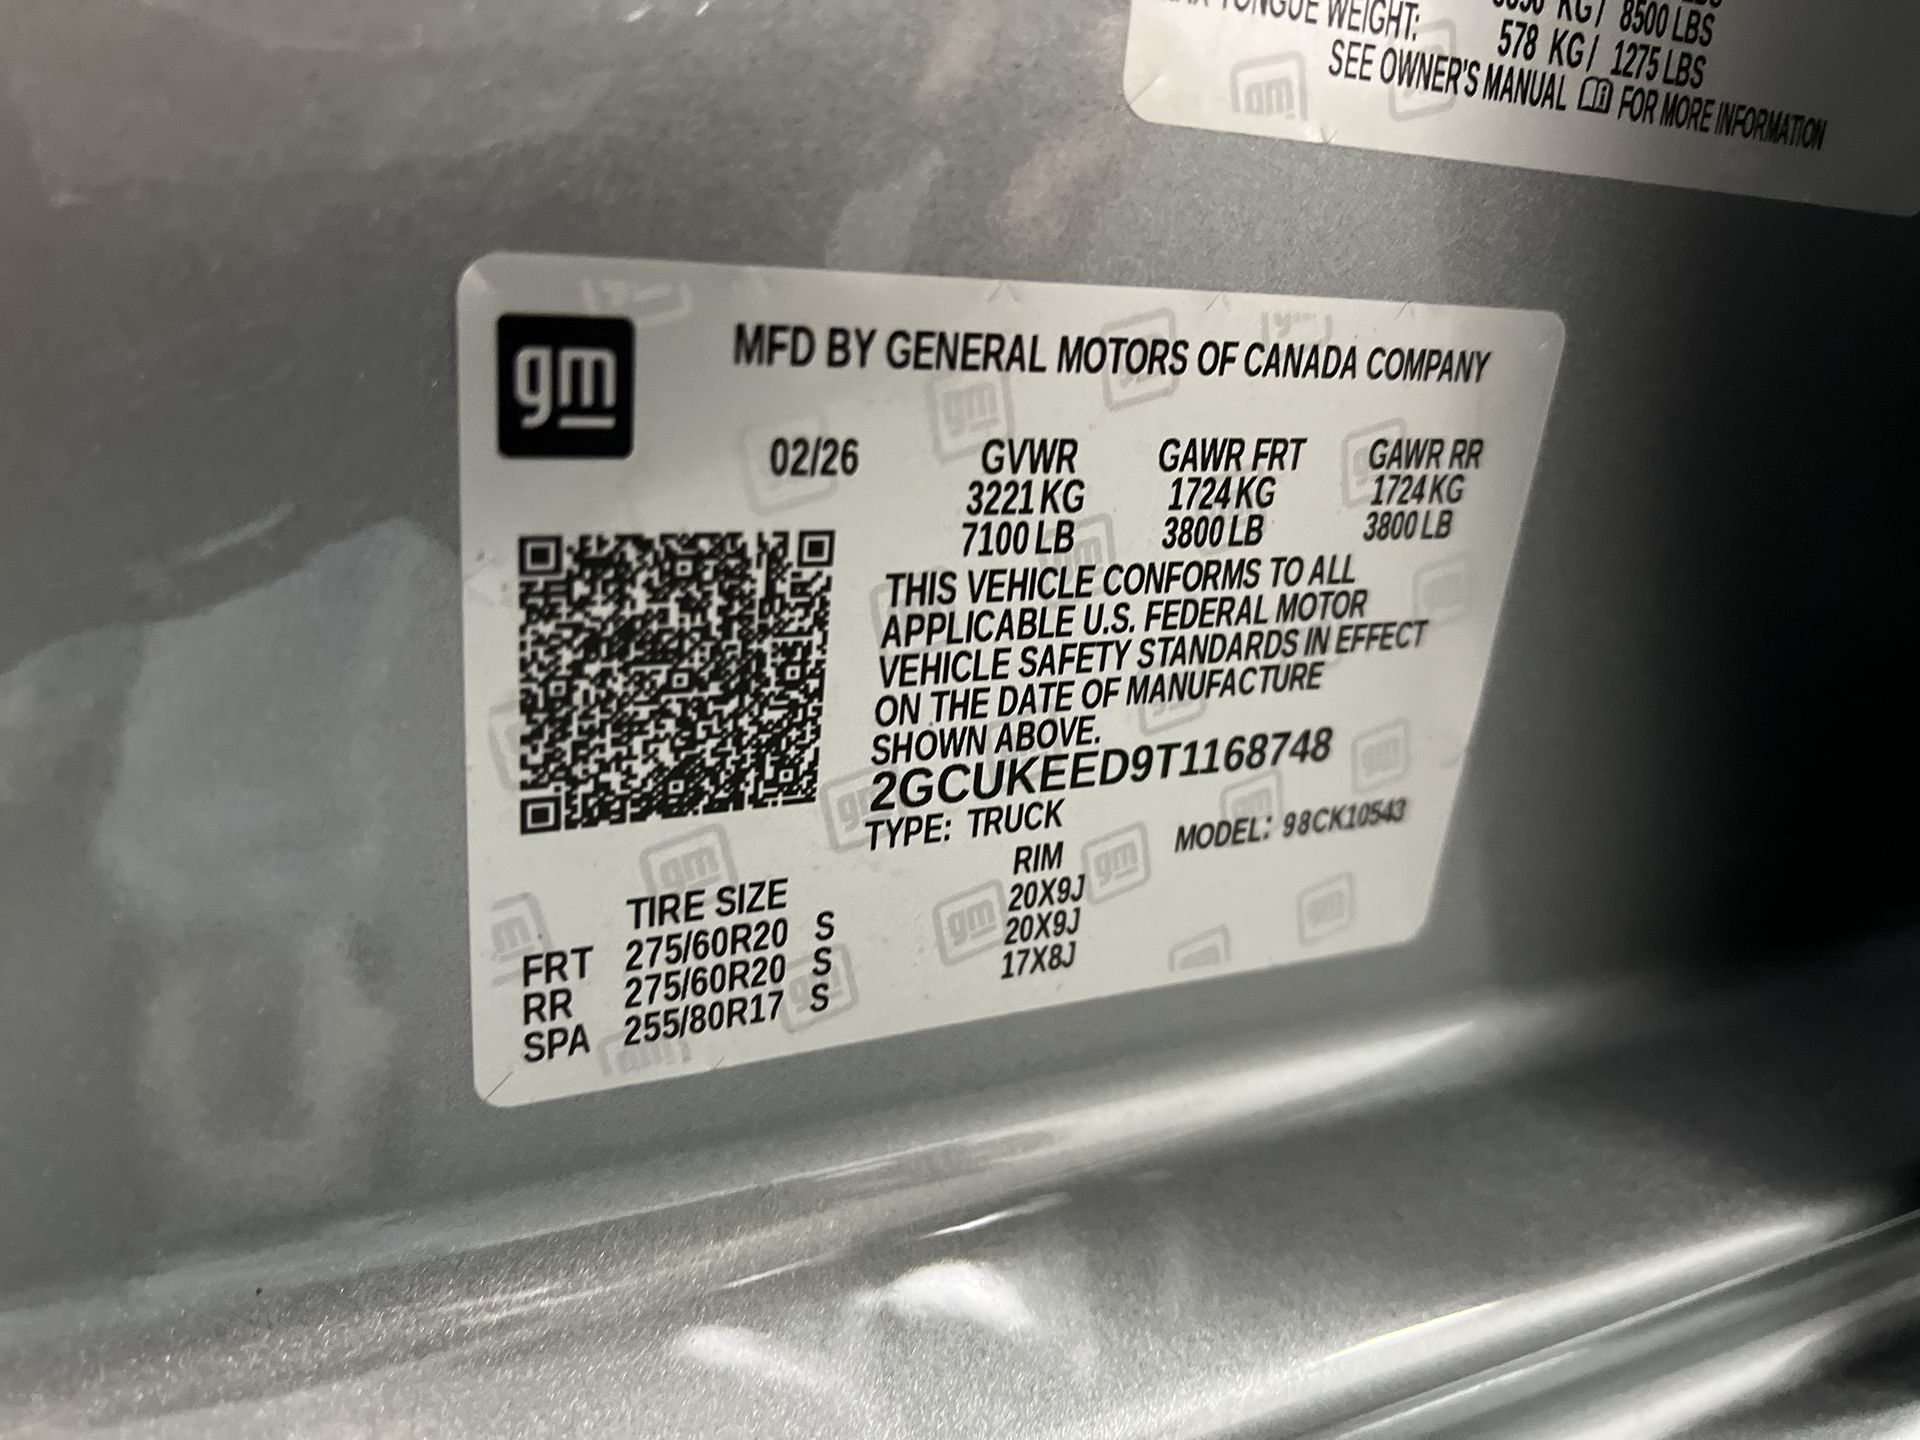 TONGUE WEIGHT:
KG/ 8500 LBS
578 KG/ 1275 LBS
SEE OWNER'S MANUAL FOR MORE INFORMATION
gm
MFD BY GENERAL MOTORS OF CANADA COMPANY
02/26 GVWR GAWR FRT GAWR RR
3221 KG 1724 KG 1724 KG
7100 LB 3800 LB 3800 LB
THIS VEHICLE CONFORMS TO ALL
APPLICABLE U.S. FEDERAL MOTOR
VEHICLE SAFETY STANDARDS IN EFFECT
ON THE DATE OF MANUFACTURE
SHOWN ABOVE.
2GCUKEED9T1168748
TYPE: TRUCK MODEL: 98CK10543
TIRE SIZE RIM
FRT 275/60R20 S 20X9J
RR 275/60R20 S 20X9J
SPA 255/80R17 S 17X8J